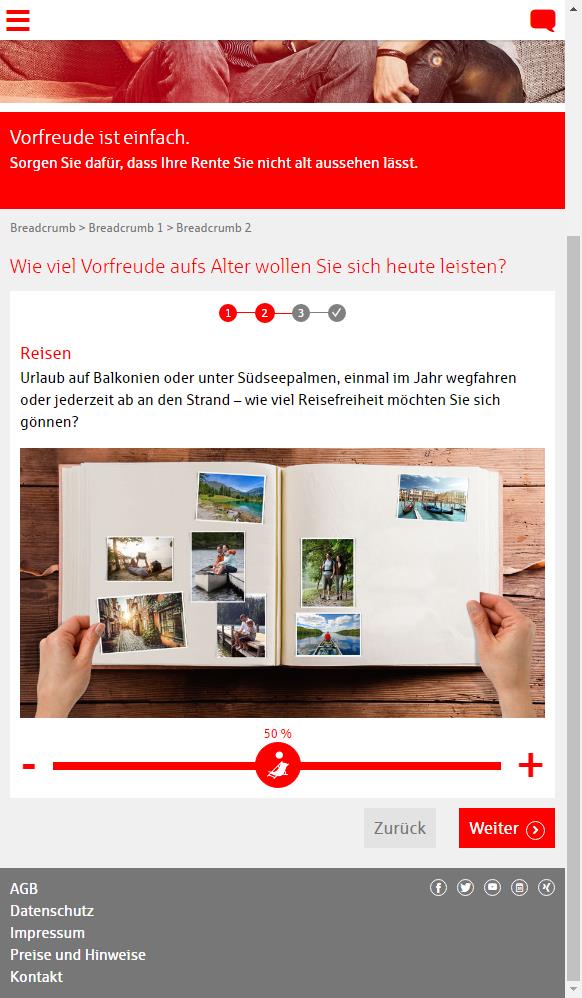 Vorfreude ist einfach.
Sorgen Sie dafür, dass Ihre Rente Sie nicht alt aussehen lässt.
Breadcrumb > Breadcrumb 1 > Breadcrumb 2
Wie viel Vorfreude aufs Alter wollen Sie sich heute leisten?
1 2 3
Reisen
Urlaub auf Balkonien oder unter Südseepalmen, einmal im Jahr wegfahren
oder jederzeit ab an den Strand – wie viel Reisefreiheit möchten Sie sich
gönnen?
50 %
- +
Zurück Weiter
AGB
Datenschutz
Impressum
Preise und Hinweise
Kontakt